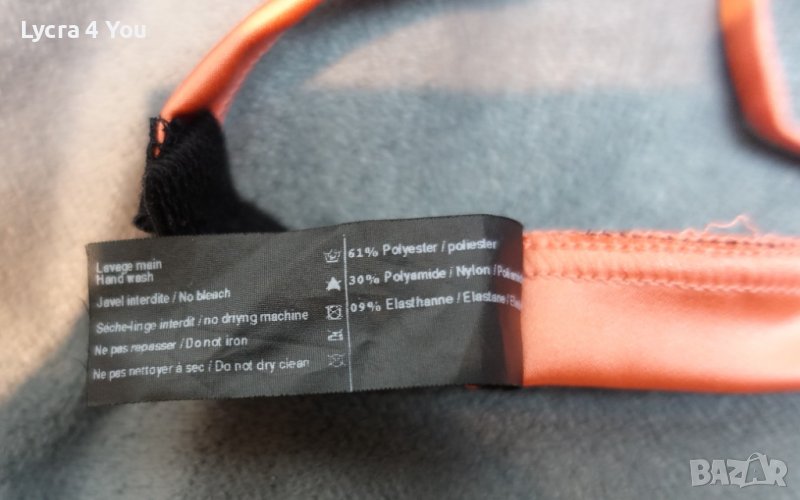 Lycra 4 You
Lavage main
Hand wash
Javel interdite / No bleach
Seche-linge interdit / no drying machine
Ne pas repasser / Do not iron
Ne pas nettoyer à sec / Do not dry clean
61% Polyester / poliester
30% Polyamide / Nylon /
09% Elasthanne / Elastane /
BAZAR